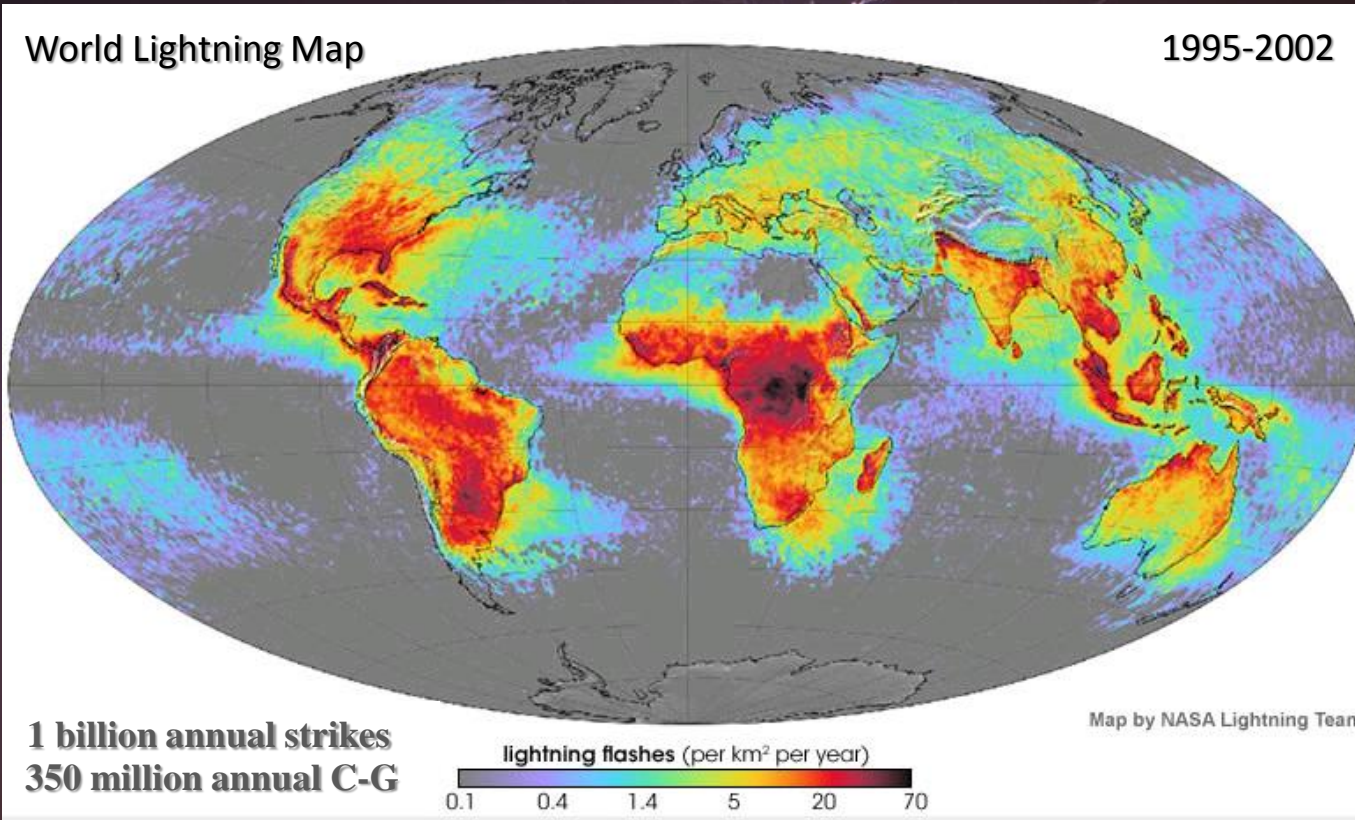 World Lightning Map
1995-2002
1 billion annual strikes
350 million annual C-G
Map by NASA Lightning Team
lightning flashes (per km² per year)
0.1 0.4 1.4 5 20 70